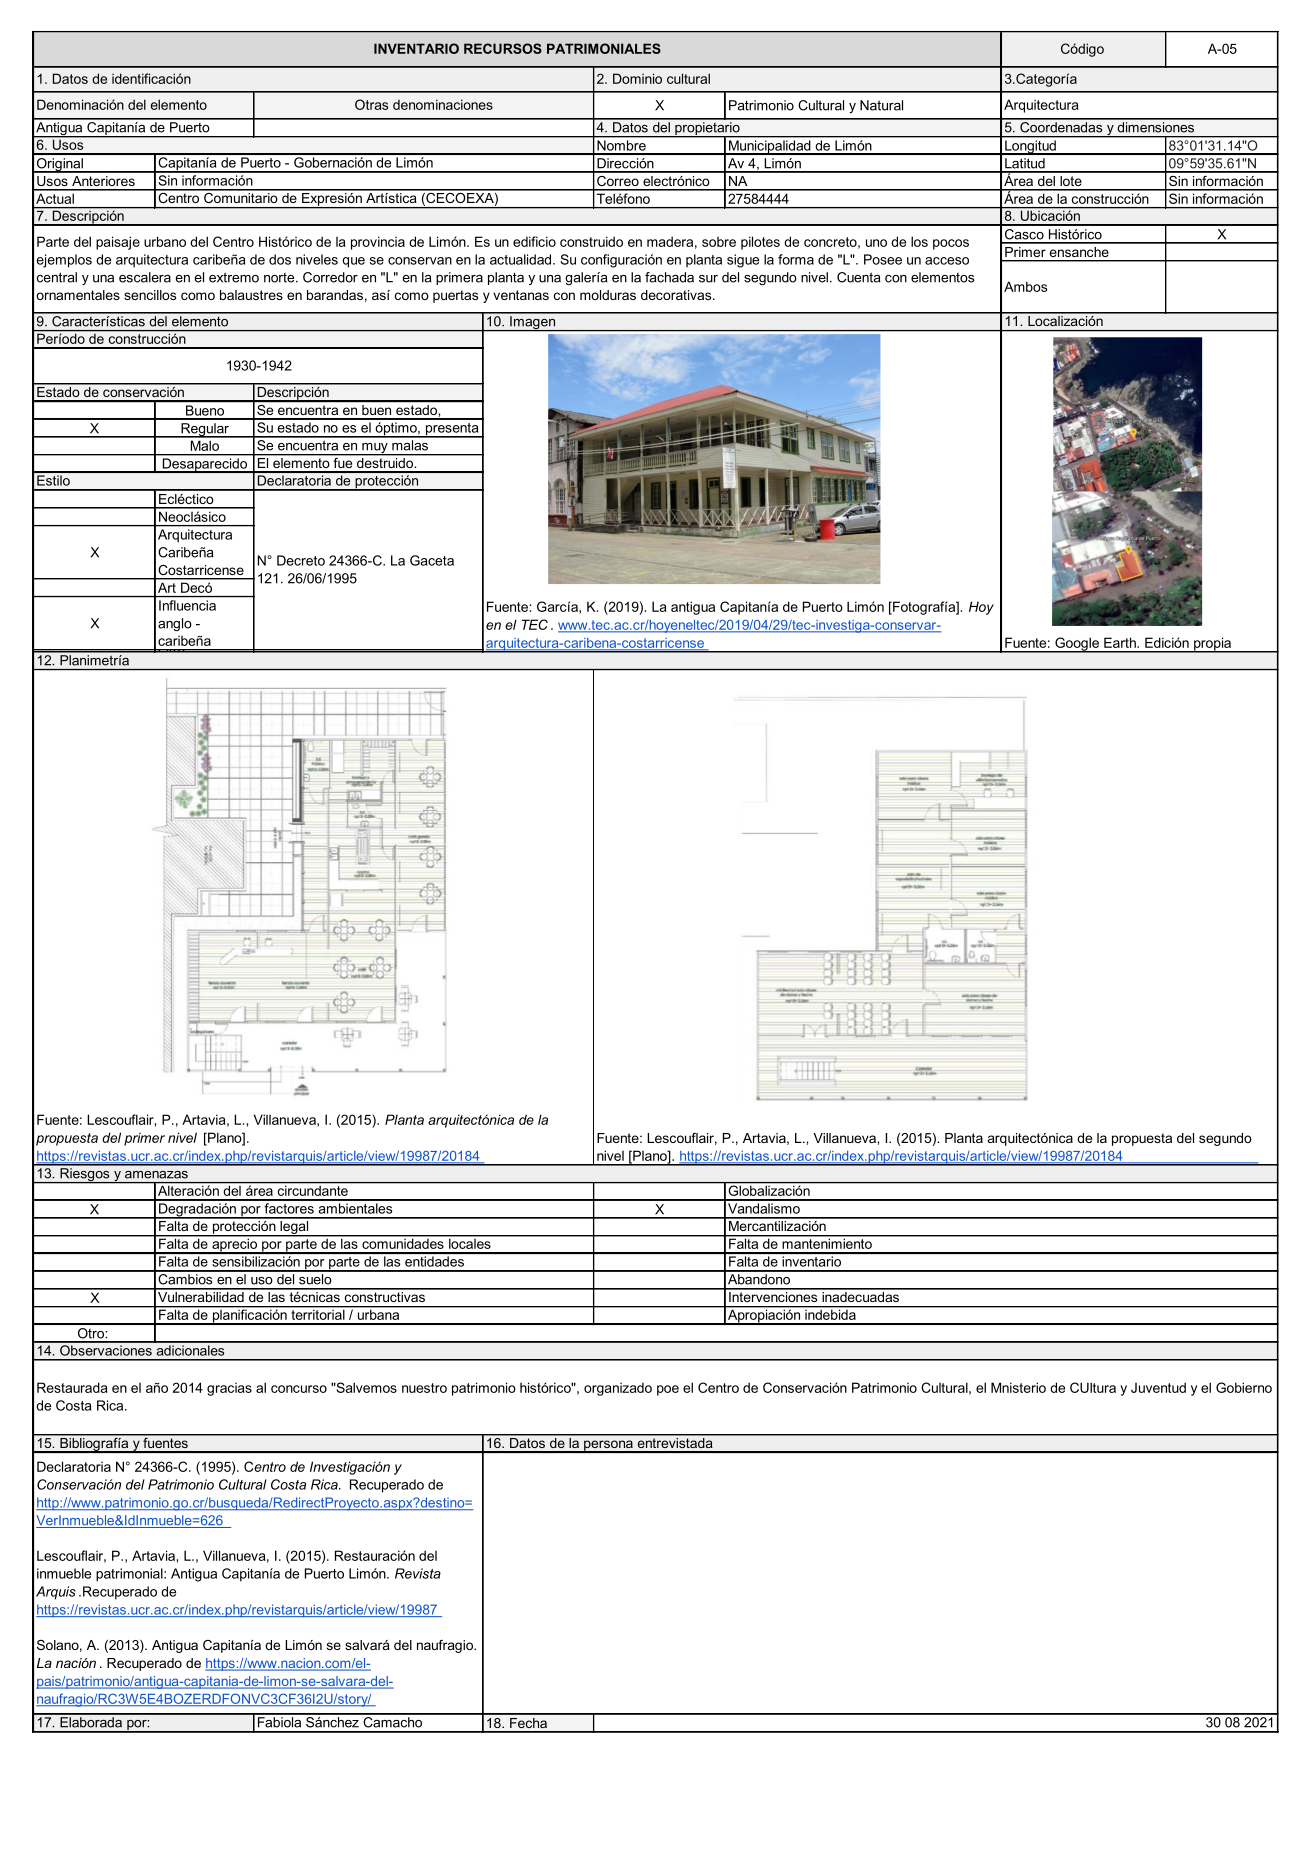 INVENTARIO RECURSOS PATRIMONIALES
Código
A-05
1. Datos de identificación
2. Dominio cultural
3.Categoría
Denominación del elemento
Otras denominaciones
X
Patrimonio Cultural y Natural
Arquitectura
Antigua Capitanía de Puerto
4. Datos del propietario
5. Coordenadas y dimensiones
6. Usos
Nombre
Municipalidad de Limón
Longitud
83°01'31.14"O
Original
Capitanía de Puerto - Gobernación de Limón
Dirección
Av 4, Limón
Latitud
09°59'35.61"N
Usos Anteriores
Sin información
Correo electrónico
NA
Área del lote
Sin información
Actual
Centro Comunitario de Expresión Artística (CECOEXA)
Teléfono
27584444
Área de la construcción
Sin información
7. Descripción
8. Ubicación
Parte del paisaje urbano del Centro Histórico de la provincia de Limón. Es un edificio construido en madera, sobre pilotes de concreto, uno de los pocos
ejemplos de arquitectura caribeña de dos niveles que se conservan en la actualidad. Su configuración en planta sigue la forma de "L". Posee un acceso
central y una escalera en el extremo norte. Corredor en "L" en la primera planta y una galería en la fachada sur del segundo nivel. Cuenta con elementos
ornamentales sencillos como balaustres en barandas, así como puertas y ventanas con molduras decorativas.
Casco Histórico
X
Primer ensanche
Ambos
9. Características del elemento
10. Imagen
11. Localización
Período de construcción
1930-1942
Estado de conservación
Descripción
Bueno
Se encuentra en buen estado,
X
Regular
Su estado no es el óptimo, presenta
Malo
Se encuentra en muy malas
Desaparecido
El elemento fue destruido.
Estilo
Declaratoria de protección
Ecléctico
Neoclásico
X
Arquitectura
Caribeña
Costarricense
Art Decó
X
Influencia
anglo -
caribeña
N° Decreto 24366-C. La Gaceta
121. 26/06/1995
Fuente: García, K. (2019). La antigua Capitanía de Puerto Limón [Fotografía]. Hoy
en el TEC . www.tec.ac.cr/hoyeneltec/2019/04/29/tec-investiga-conservar-
arquitectura-caribena-costarricense
Fuente: Google Earth. Edición propia
12. Planimetría
Fuente: Lescouflair, P., Artavia, L., Villanueva, I. (2015). Planta arquitectónica de la
propuesta del primer nivel [Plano].
https://revistas.ucr.ac.cr/index.php/revistarquis/article/view/19987/20184
Fuente: Lescouflair, P., Artavia, L., Villanueva, I. (2015). Planta arquitectónica de la propuesta del segundo
nivel [Plano]. https://revistas.ucr.ac.cr/index.php/revistarquis/article/view/19987/20184
13. Riesgos y amenazas
Alteración del área circundante
Globalización
X
Degradación por factores ambientales
X
Vandalismo
Falta de protección legal
Mercantilización
Falta de aprecio por parte de las comunidades locales
Falta de mantenimiento
Falta de sensibilización por parte de las entidades
Falta de inventario
Cambios en el uso del suelo
Abandono
X
Vulnerabilidad de las técnicas constructivas
Intervenciones inadecuadas
Falta de planificación territorial / urbana
Apropiación indebida
Otro:
14. Observaciones adicionales
Restaurada en el año 2014 gracias al concurso "Salvemos nuestro patrimonio histórico", organizado poe el Centro de Conservación Patrimonio Cultural, el Mnisterio de CUltura y Juventud y el Gobierno
de Costa Rica.
15. Bibliografía y fuentes
16. Datos de la persona entrevistada
Declaratoria N° 24366-C. (1995). Centro de Investigación y
Conservación del Patrimonio Cultural Costa Rica. Recuperado de
http://www.patrimonio.go.cr/busqueda/RedirectProyecto.aspx?destino=
VerInmueble&IdInmueble=626
Lescouflair, P., Artavia, L., Villanueva, I. (2015). Restauración del
inmueble patrimonial: Antigua Capitanía de Puerto Limón. Revista
Arquis .Recuperado de
https://revistas.ucr.ac.cr/index.php/revistarquis/article/view/19987
Solano, A. (2013). Antigua Capitanía de Limón se salvará del naufragio.
La nación . Recuperado de https://www.nacion.com/el-
pais/patrimonio/antigua-capitania-de-limon-se-salvara-del-
naufragio/RC3W5E4BOZERDFONVC3CF36I2U/story/
17. Elaborada por:
Fabiola Sánchez Camacho
18. Fecha
30 08 2021